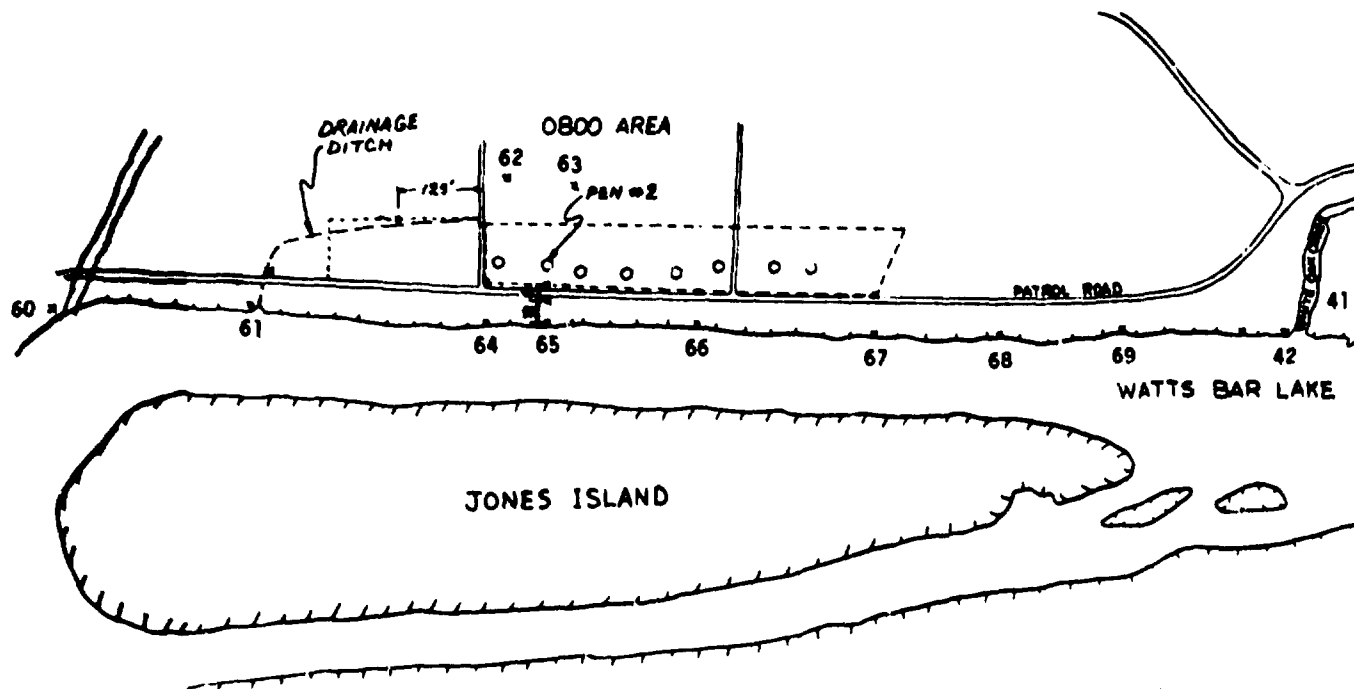 DRAINAGE
DITCH
0800 AREA
62
63
125'
PEN #2
60
61
64
65
66
67
68
69
42
41
PATROL ROAD
WATTS BAR LAKE
JONES ISLAND